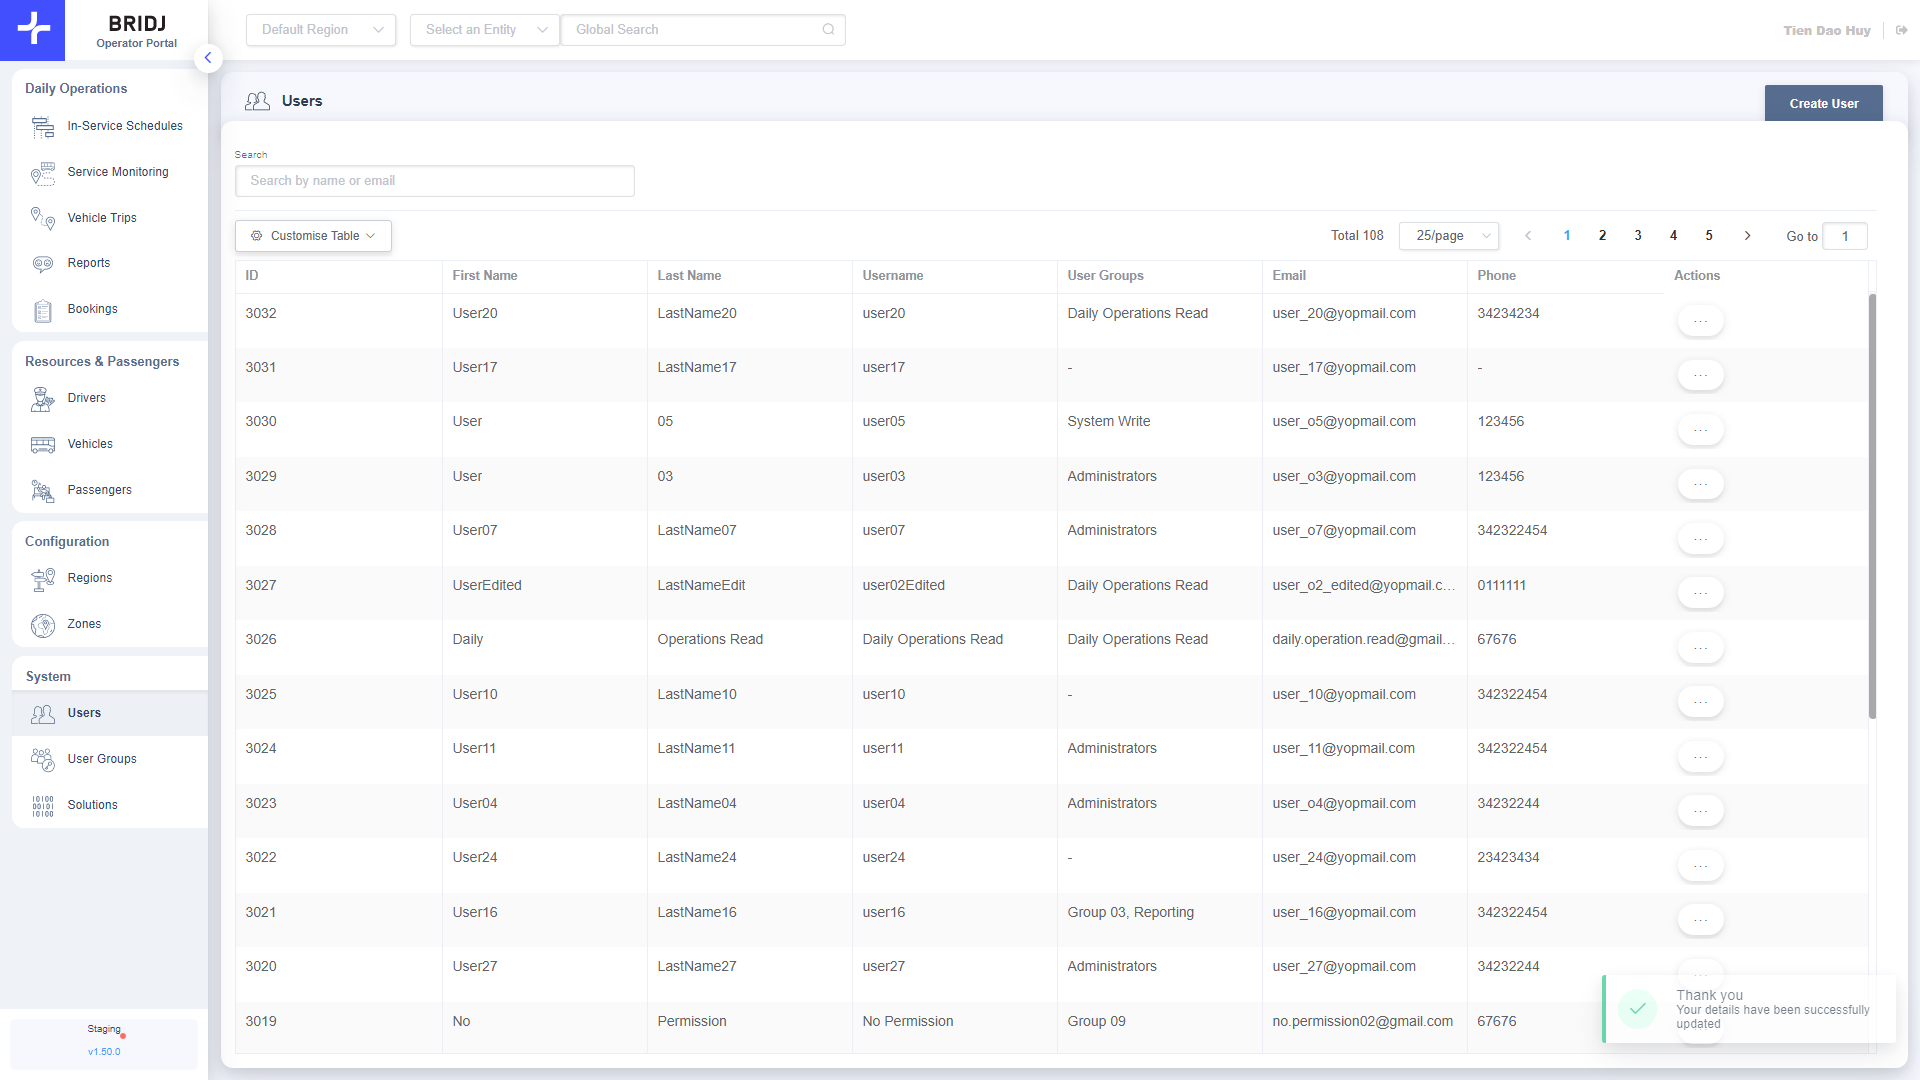 BRIDJ
Operator Portal
Default Region
Select an Entity
Global Search
Tien Dao Huy
Daily Operations
In-Service Schedules
Service Monitoring
Vehicle Trips
Reports
Bookings
Resources & Passengers
Drivers
Vehicles
Passengers
Configuration
Regions
Zones
System
Users
User Groups
Solutions
Staging
v1.50.0
Users
Create User
Search
Search by name or email
Customise Table
Total 108 25/page 1 2 3 4 5 Go to 1
ID First Name Last Name Username User Groups Email Phone Actions
3032 User20 LastName20 user20 Daily Operations Read user_20@yopmail.com 34234234 ...
3031 User17 LastName17 user17 - user_17@yopmail.com - ...
3030 User 05 user05 System Write user_o5@yopmail.com 123456 ...
3029 User 03 user03 Administrators user_o3@yopmail.com 123456 ...
3028 User07 LastName07 user07 Administrators user_o7@yopmail.com 342322454 ...
3027 UserEdited LastNameEdit user02Edited Daily Operations Read user_o2_edited@yopmail.c... 0111111 ...
3026 Daily Operations Read Daily Operations Read Daily Operations Read daily.operation.read@gmail... 67676 ...
3025 User10 LastName10 user10 - user_10@yopmail.com 342322454 ...
3024 User11 LastName11 user11 Administrators user_11@yopmail.com 342322454 ...
3023 User04 LastName04 user04 Administrators user_o4@yopmail.com 34232244 ...
3022 User24 LastName24 user24 - user_24@yopmail.com 23423434 ...
3021 User16 LastName16 user16 Group 03, Reporting user_16@yopmail.com 342322454 ...
3020 User27 LastName27 user27 Administrators user_27@yopmail.com 34232244 ...
3019 No Permission No Permission Group 09 no.permission02@gmail.com 67676
Thank you
Your details have been successfully
updated